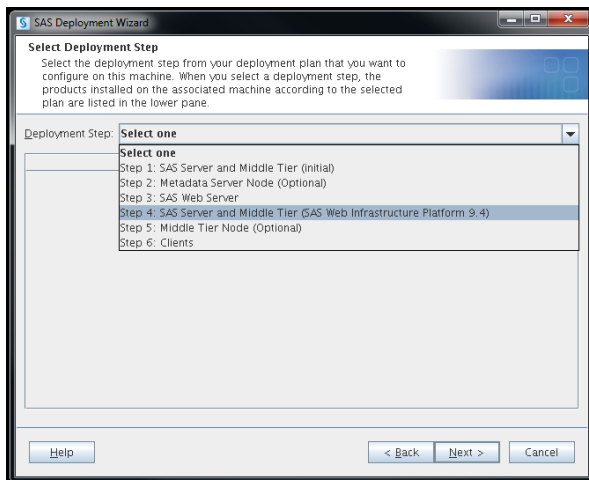 SAS Deployment Wizard
Select Deployment Step
Select the deployment step from your deployment plan that you want to
configure on this machine. When you select a deployment step, the
products installed on the associated machine according to the selected
plan are listed in the lower pane.
Deployment Step: Select one
Select one
Step 1: SAS Server and Middle Tier (initial)
Step 2: Metadata Server Node (Optional)
Step 3: SAS Web Server
Step 4: SAS Server and Middle Tier (SAS Web Infrastructure Platform 9.4)
Step 5: Middle Tier Node (Optional)
Step 6: Clients
Help < Back Next > Cancel